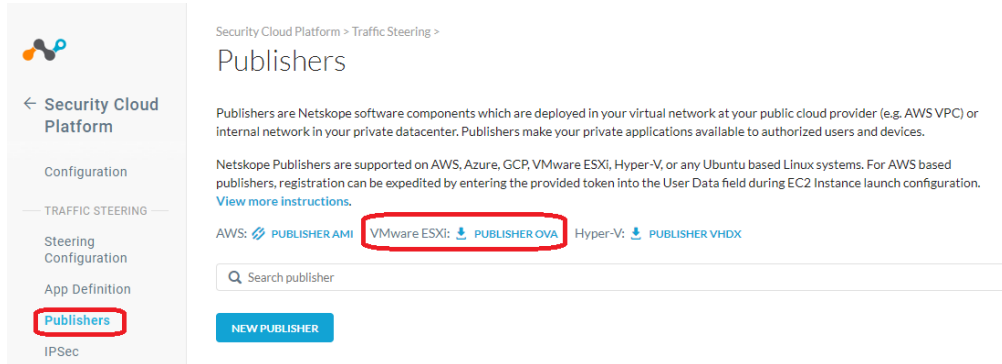 Security Cloud Platform > Traffic Steering >
Publishers
← Security Cloud
Platform
Configuration
TRAFFIC STEERING
Steering
Configuration
App Definition
Publishers
IPSec
Publishers are Netskope software components which are deployed in your virtual network at your public cloud provider (e.g. AWS VPC) or
internal network in your private datacenter. Publishers make your private applications available to authorized users and devices.
Netskope Publishers are supported on AWS, Azure, GCP, VMware ESXi, Hyper-V, or any Ubuntu based Linux systems. For AWS based
publishers, registration can be expedited by entering the provided token into the User Data field during EC2 Instance launch configuration.
View more instructions.
AWS: PUBLISHER AMI VMware ESXi: PUBLISHER OVA Hyper-V: PUBLISHER VHDX
Search publisher
NEW PUBLISHER